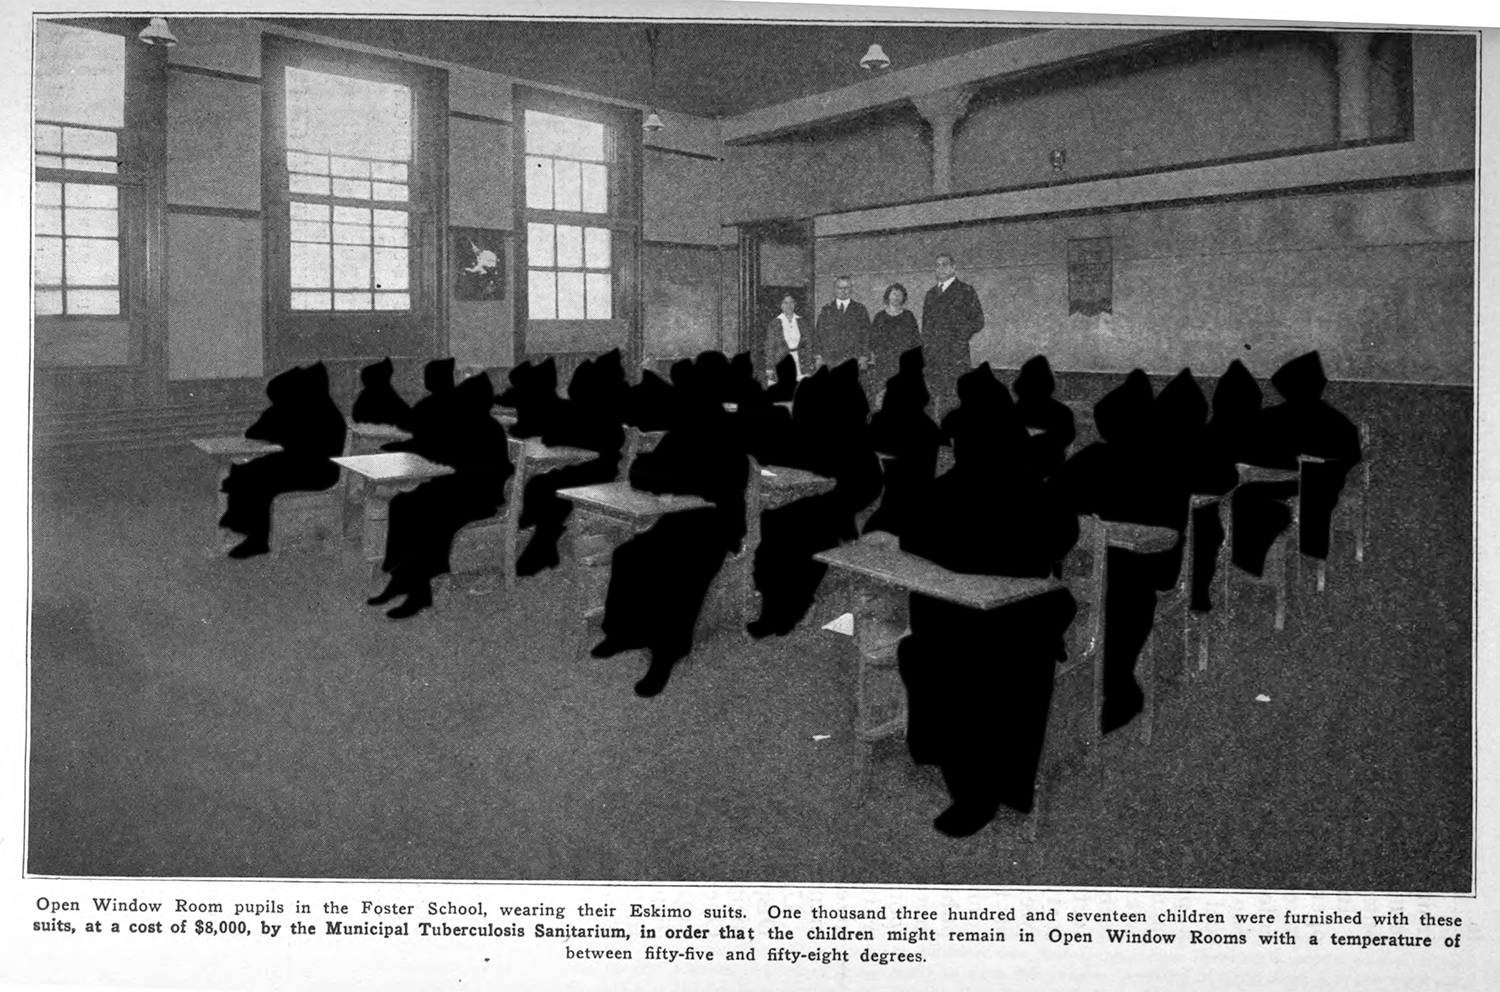 Open Window Room pupils in the Foster School, wearing their Eskimo suits. One thousand three hundred and seventeen children were furnished with these
suits, at a cost of $8,000, by the Municipal Tuberculosis Sanitarium, in order that the children might remain in Open Window Rooms with a temperature of
between fifty-five and fifty-eight degrees.